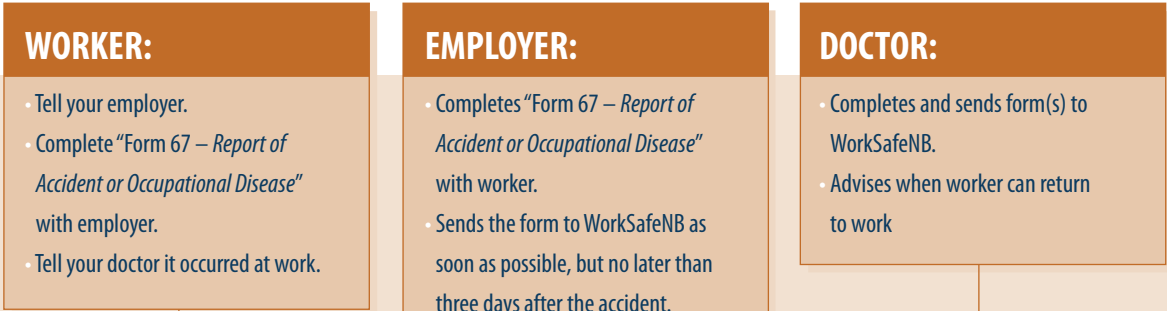 WORKER:
• Tell your employer.
• Complete “Form 67 – Report of
Accident or Occupational Disease”
with employer.
• Tell your doctor it occurred at work.
EMPLOYER:
• Completes “Form 67 – Report of
Accident or Occupational Disease”
with worker.
• Sends the form to WorkSafeNB as
soon as possible, but no later than
three days after the accident.
DOCTOR:
• Completes and sends form(s) to
WorkSafeNB.
• Advises when worker can return
to work